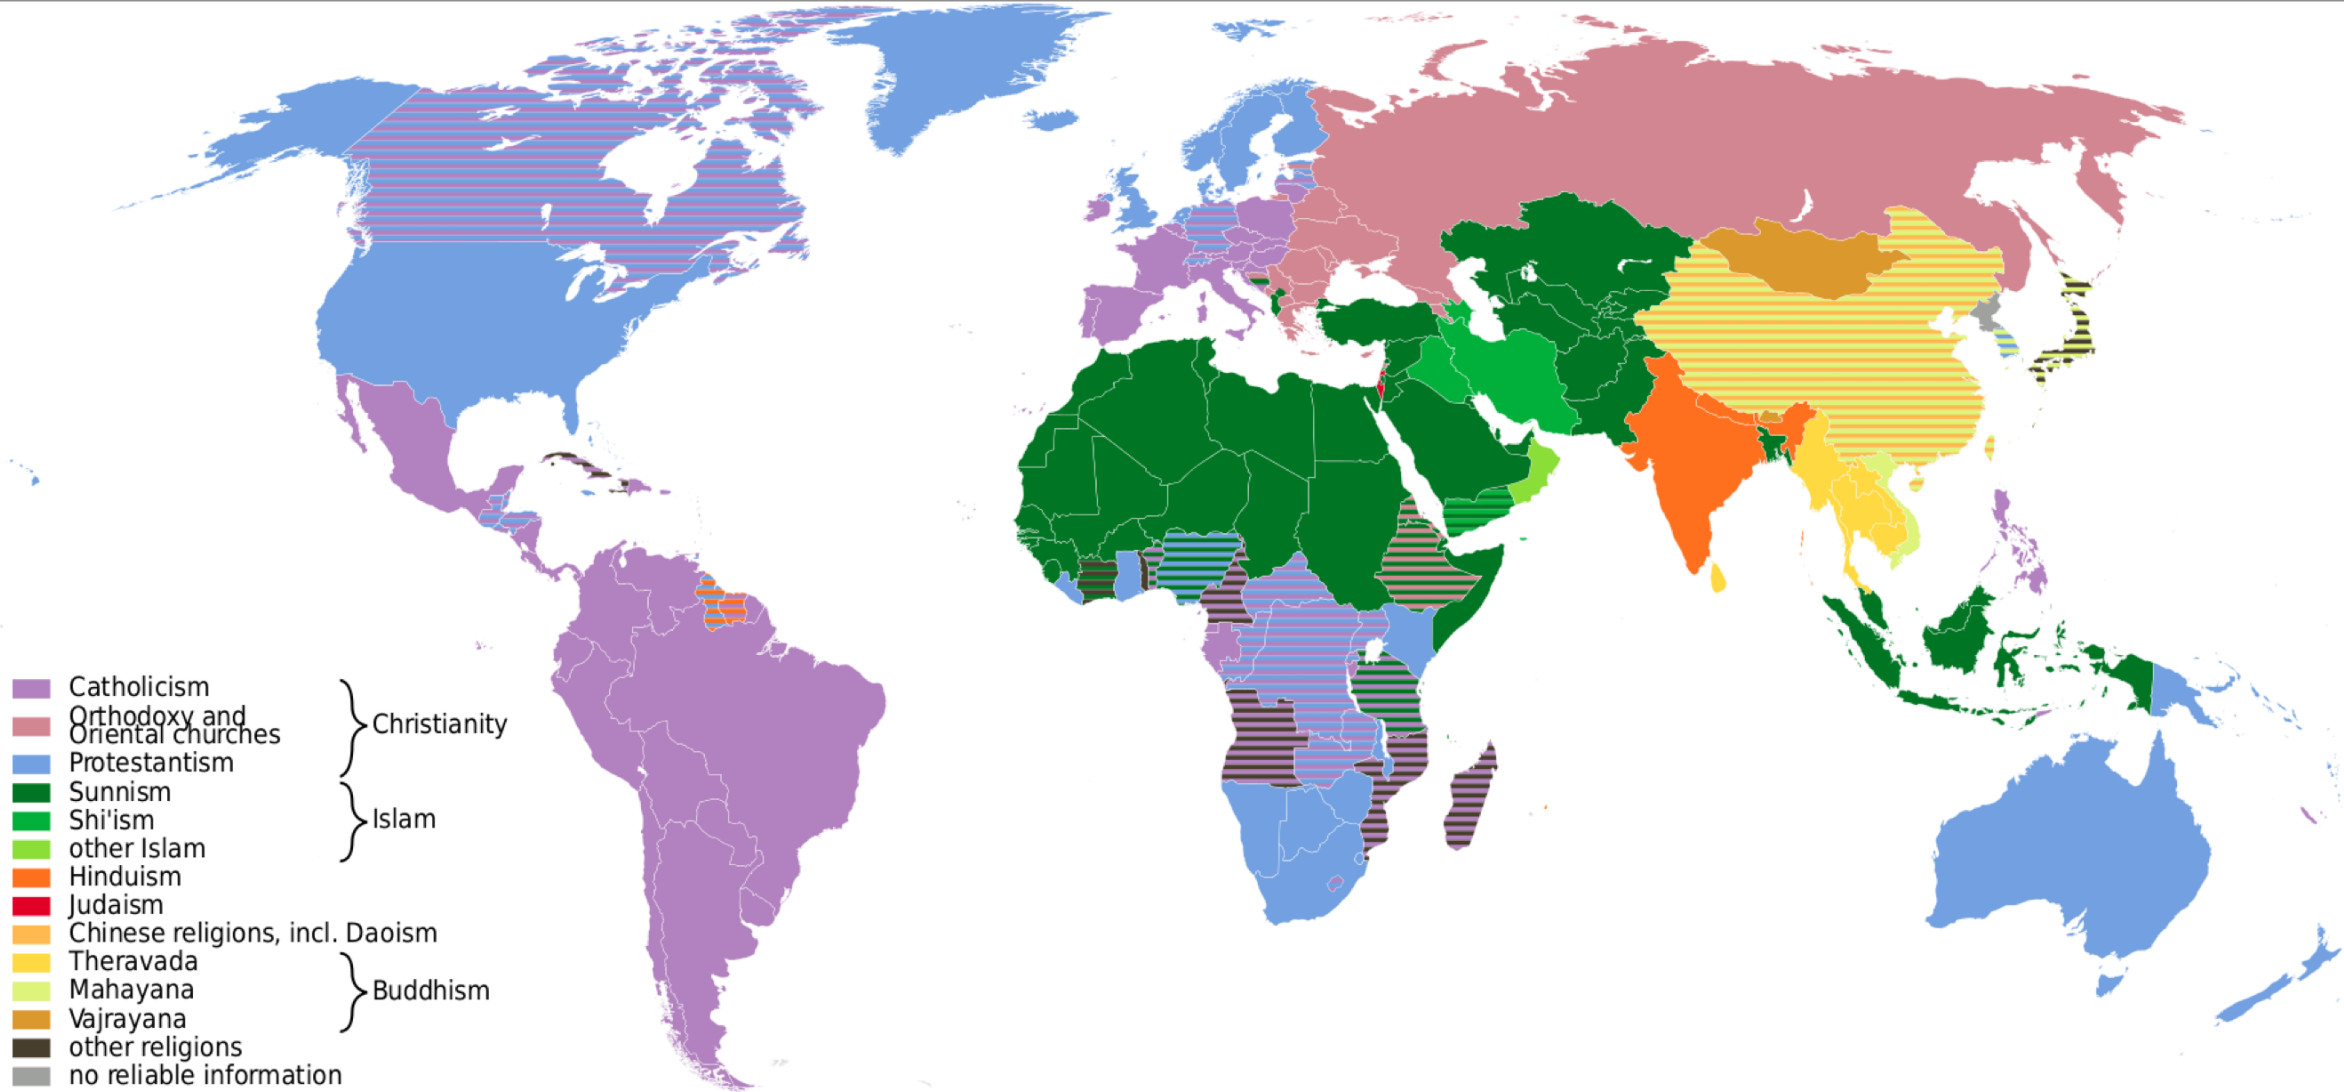 Catholicism
Orthodoxy and
Oriental churches
Protestantism
Christianity
Sunnism
Shi'ism
other Islam
Islam
Hinduism
Judaism
Chinese religions, incl. Daoism
Theravada
Mahayana
Vajrayana
Buddhism
other religions
no reliable information